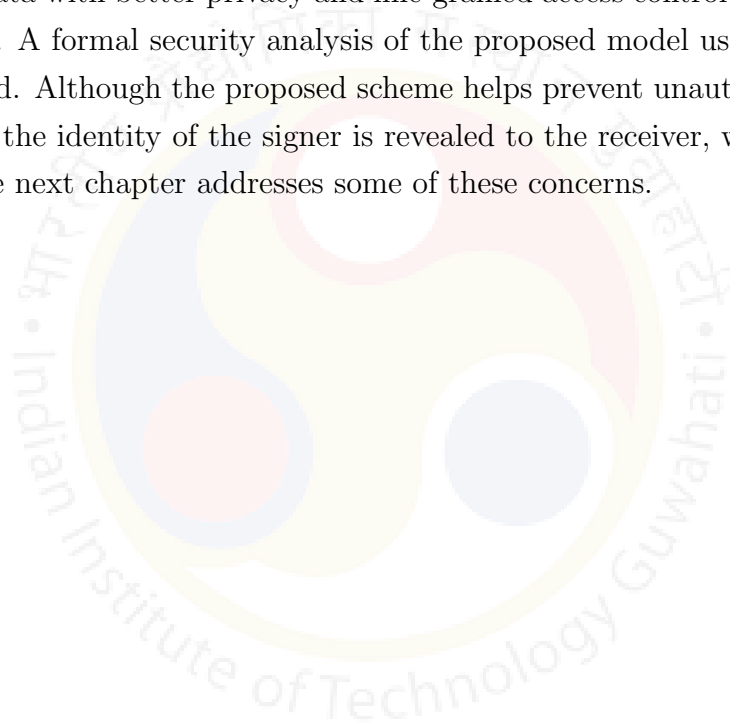 data with better privacy and fine-grained access control
. A formal security analysis of the proposed model us
d. Although the proposed scheme helps prevent unaut
the identity of the signer is revealed to the receiver, w
e next chapter addresses some of these concerns.
भारतीय प्रौद्योगिकी संस्थान गुवाहाटी
• Indian Institute of Technology Guwahati •